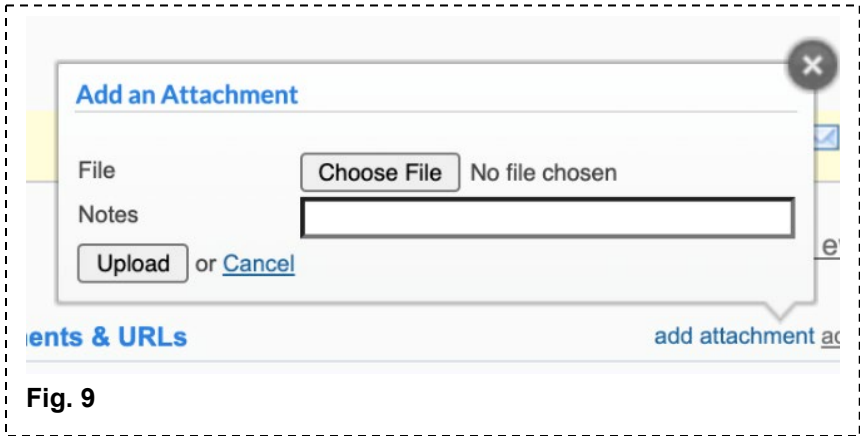 Add an Attachment
File Choose File No file chosen
Notes
Upload or Cancel
ents & URLs add attachment
Fig. 9